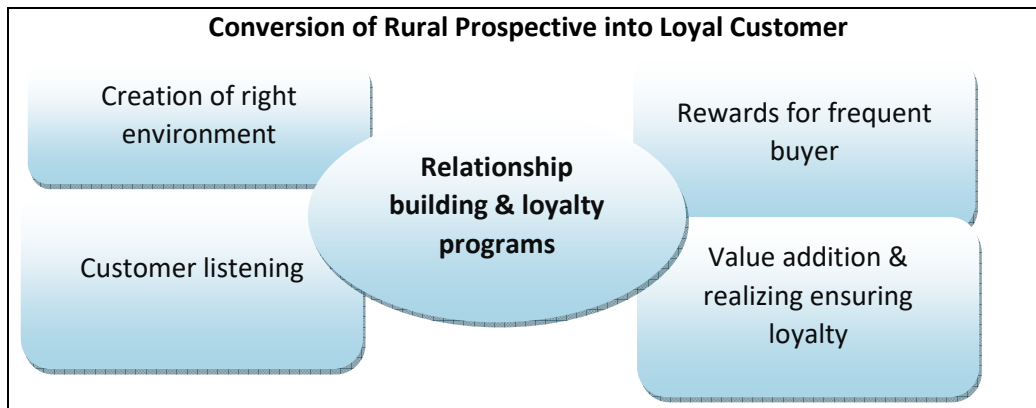 Conversion of Rural Prospective into Loyal Customer
Creation of right
environment
Customer listening
Relationship
building & loyalty
programs
Rewards for frequent
buyer
Value addition &
realizing ensuring
loyalty